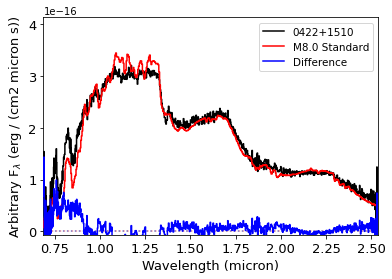 1e−16
Arbitrary Fλ (erg / (cm2 micron s))
4
3
2
1
0
0422+1510
M8.0 Standard
Difference
0.75 1.00 1.25 1.50 1.75 2.00 2.25 2.50
Wavelength (micron)